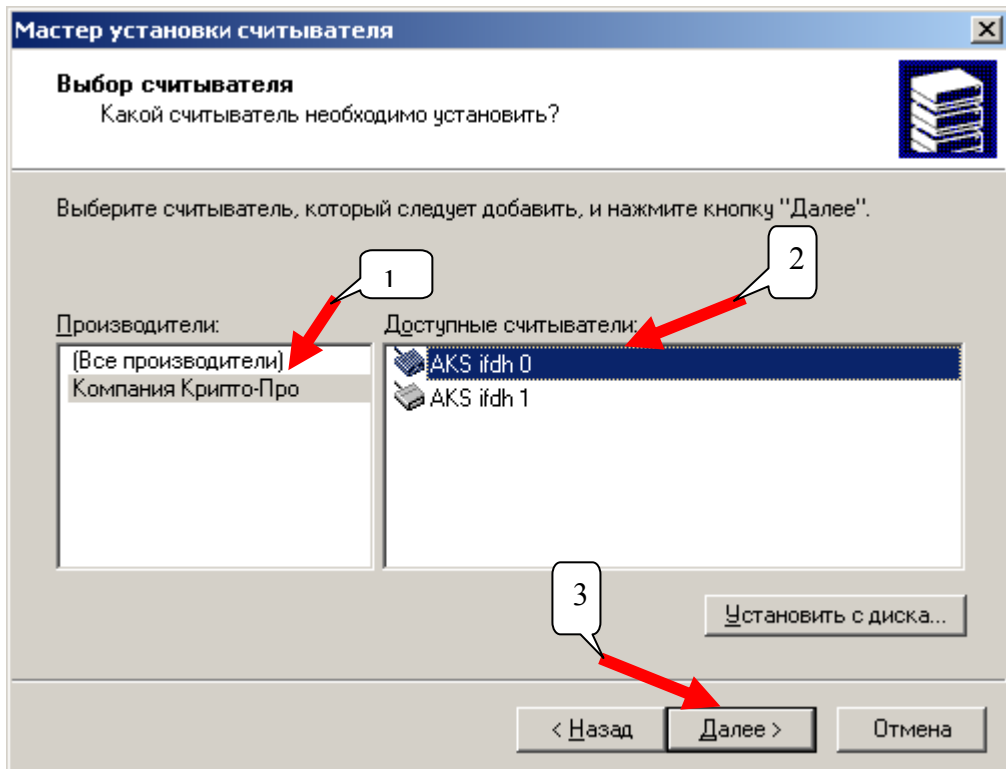 Мастер установки считывателя
Выбор считывателя
Какой считыватель необходимо установить?
Выберите считыватель, который следует добавить, и нажмите кнопку "Далее".
1
2
Производители:
Доступные считыватели:
(Все производители)
Компания Крипто-Про
AKS ifdh 0
AKS ifdh 1
3
Установить с диска...
< Назад
Далее >
Отмена